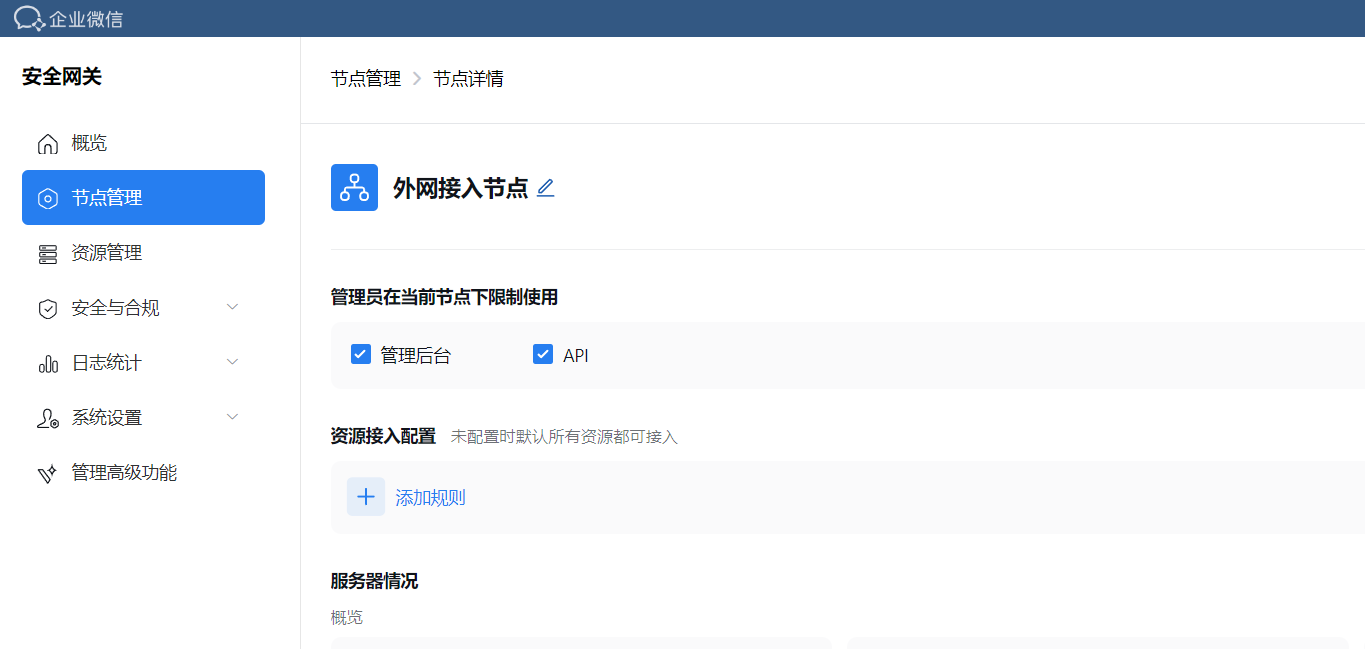 企业微信
安全网关
概览
节点管理
资源管理
安全与合规
日志统计
系统设置
管理高级功能
节点管理 > 节点详情
外网接入节点
管理员在当前节点下限制使用
管理后台 API
资源接入配置 未配置时默认所有资源都可接入
添加规则
服务器情况
概览